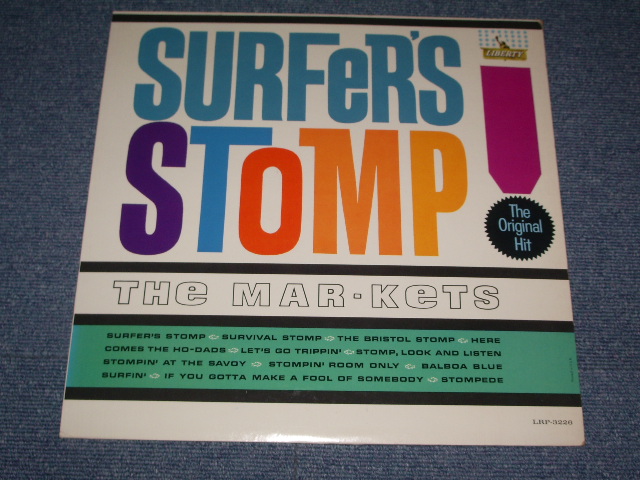 SURFeR'S
LIBERTY
SToMP!
The
Original
Hit
THe MAR-KeTS
SURFER'S STOMP SURVIVAL STOMP THE BRISTOL STOMP HERE
COMES THE HO-DADS LET'S GO TRIPPIN' STOMP, LOOK AND LISTEN
STOMPIN' AT THE SAVOY STOMPIN' ROOM ONLY BALBOA BLUE
SURFIN' IF YOU GOTTA MAKE A FOOL OF SOMEBODY STOMPEDE
LRP-3226